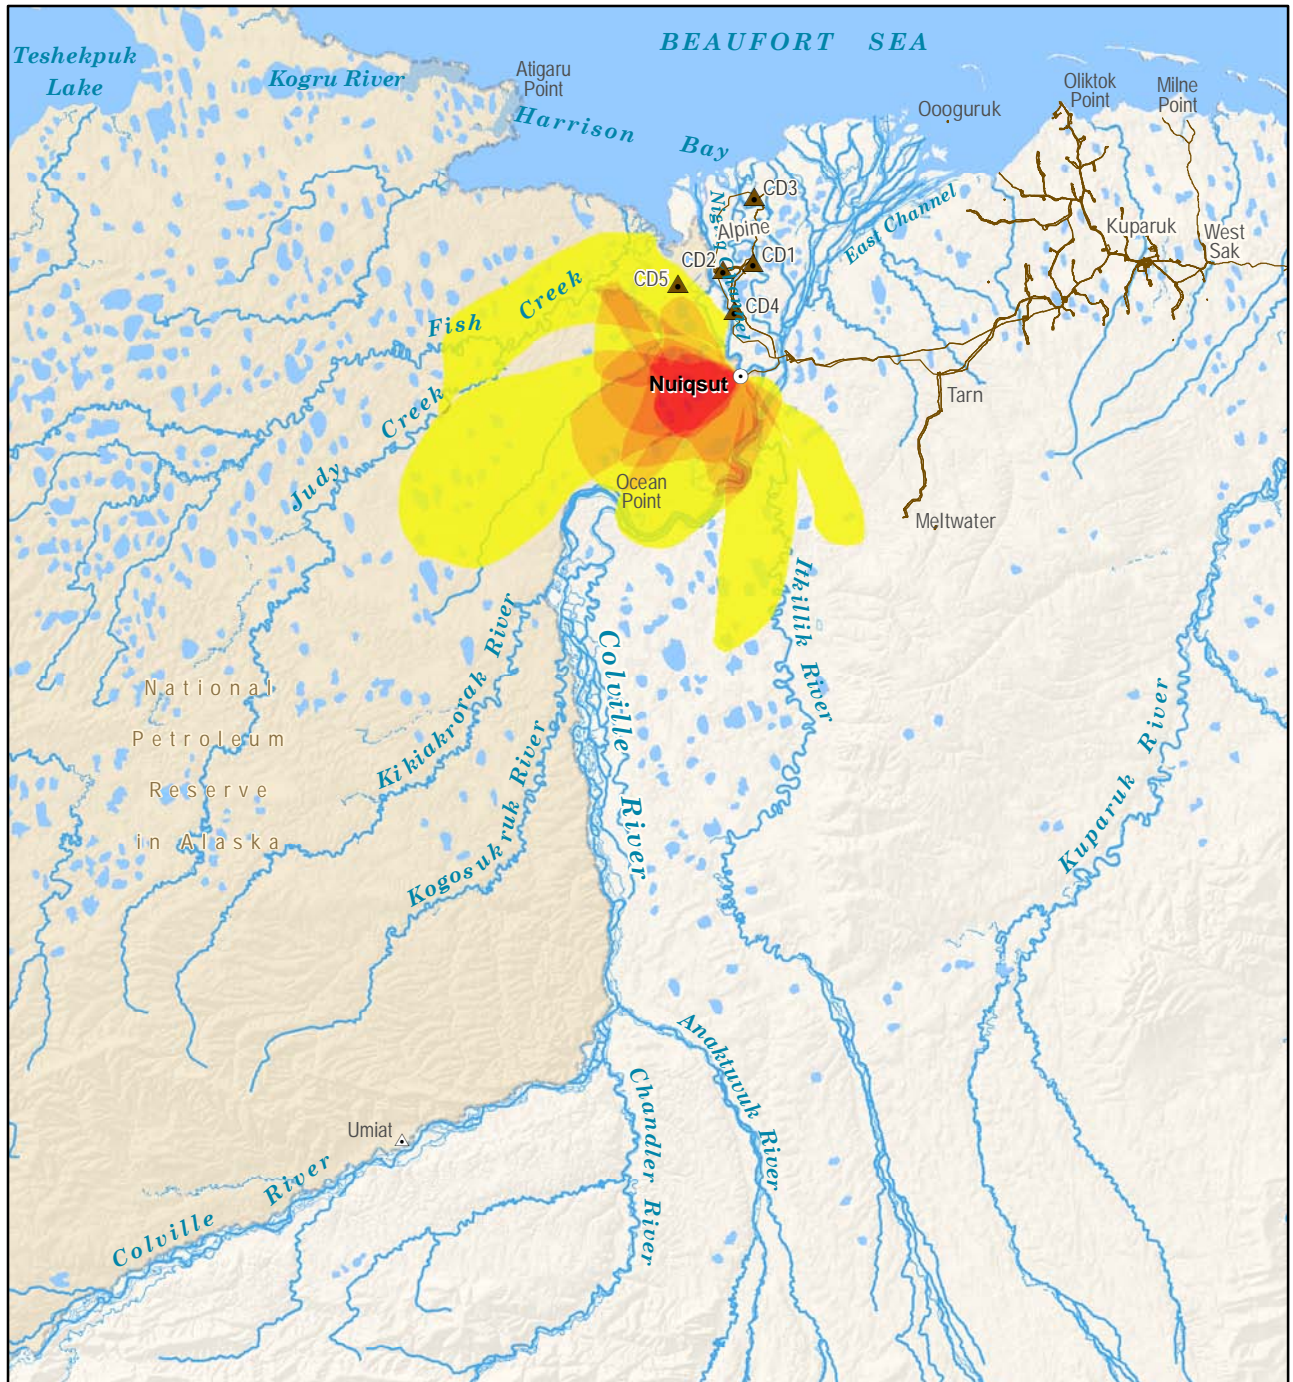 BEAUFORT SEA
Teshekpuk
Lake
Kogru River
Atigaru
Point
Harrison Bay
Oooguruk
Oliktok
Point
Milne
Point
CD3
Nigliq Channel
Alpine
East Channel
Kuparuk
West
Sak
CD2
CD1
CD5
CD4
Fish Creek
Nuiqsut
Judy Creek
Tarn
Ocean
Point
Meltwater
Itkillik River
Colville River
National
Petroleum
Reserve
in Alaska
Kikiakrorak River
Kogosukruk River
Kuparuk River
Anaktuvuk River
Chandler River
Umiat
Colville River